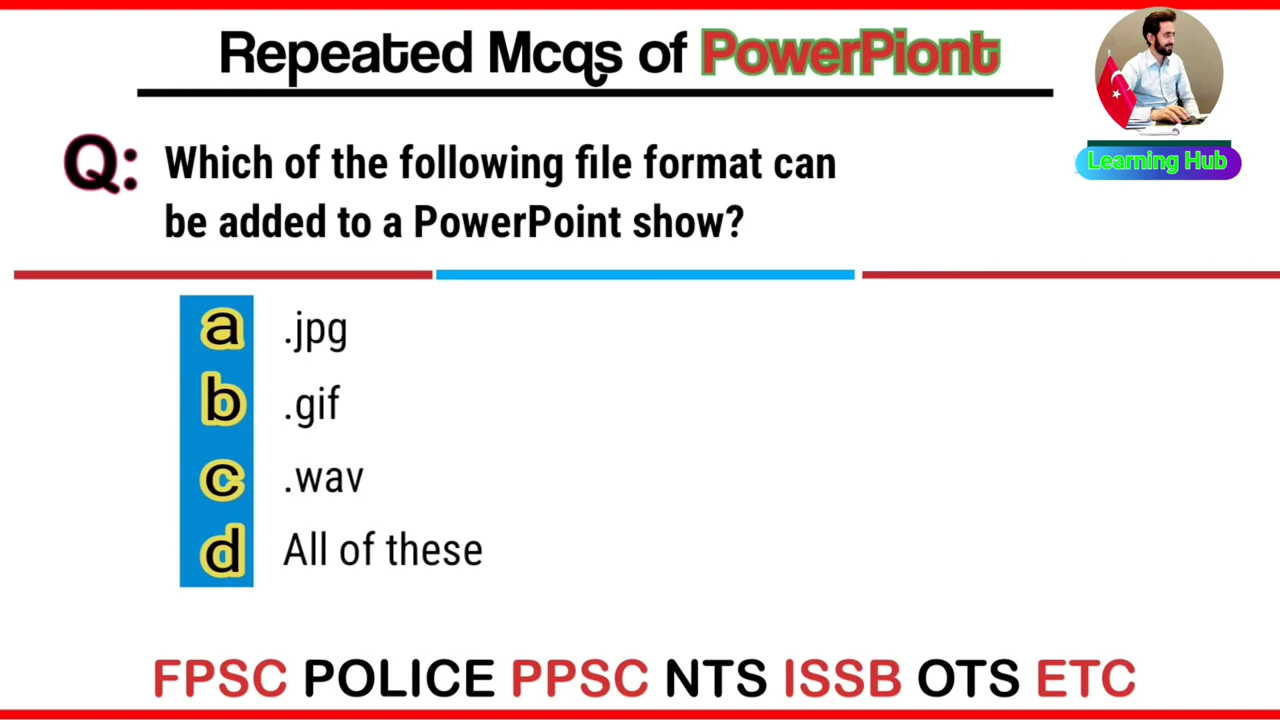 Repeated Mcqs of PowerPiont
Learning Hub
Q: Which of the following file format can
be added to a PowerPoint show?
a .jpg
b .gif
c .wav
d All of these
FPSC POLICE PPSC NTS ISSB OTS ETC